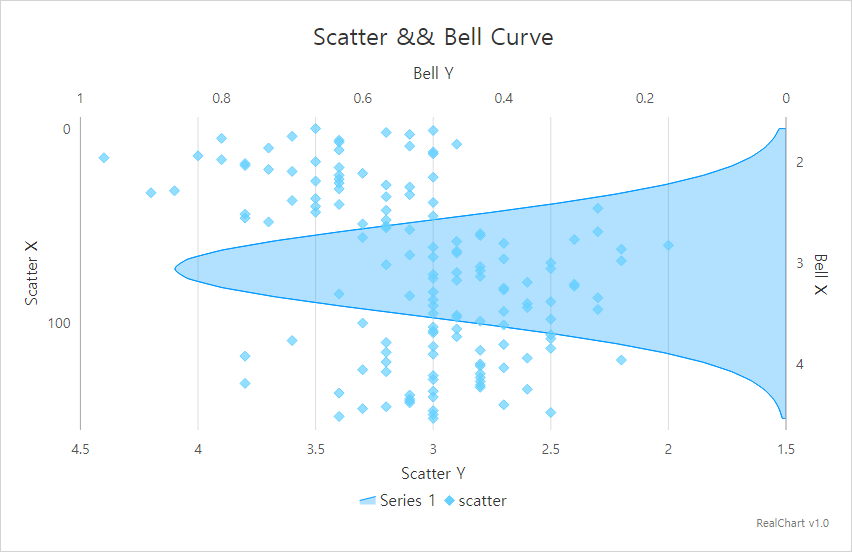 Scatter && Bell Curve
Bell Y
1 0.8 0.6 0.4 0.2 0
0
100
Scatter X
2
3
4
Bell X
4.5 4 3.5 3 2.5 2 1.5
Scatter Y
Series 1 scatter
RealChart v1.0